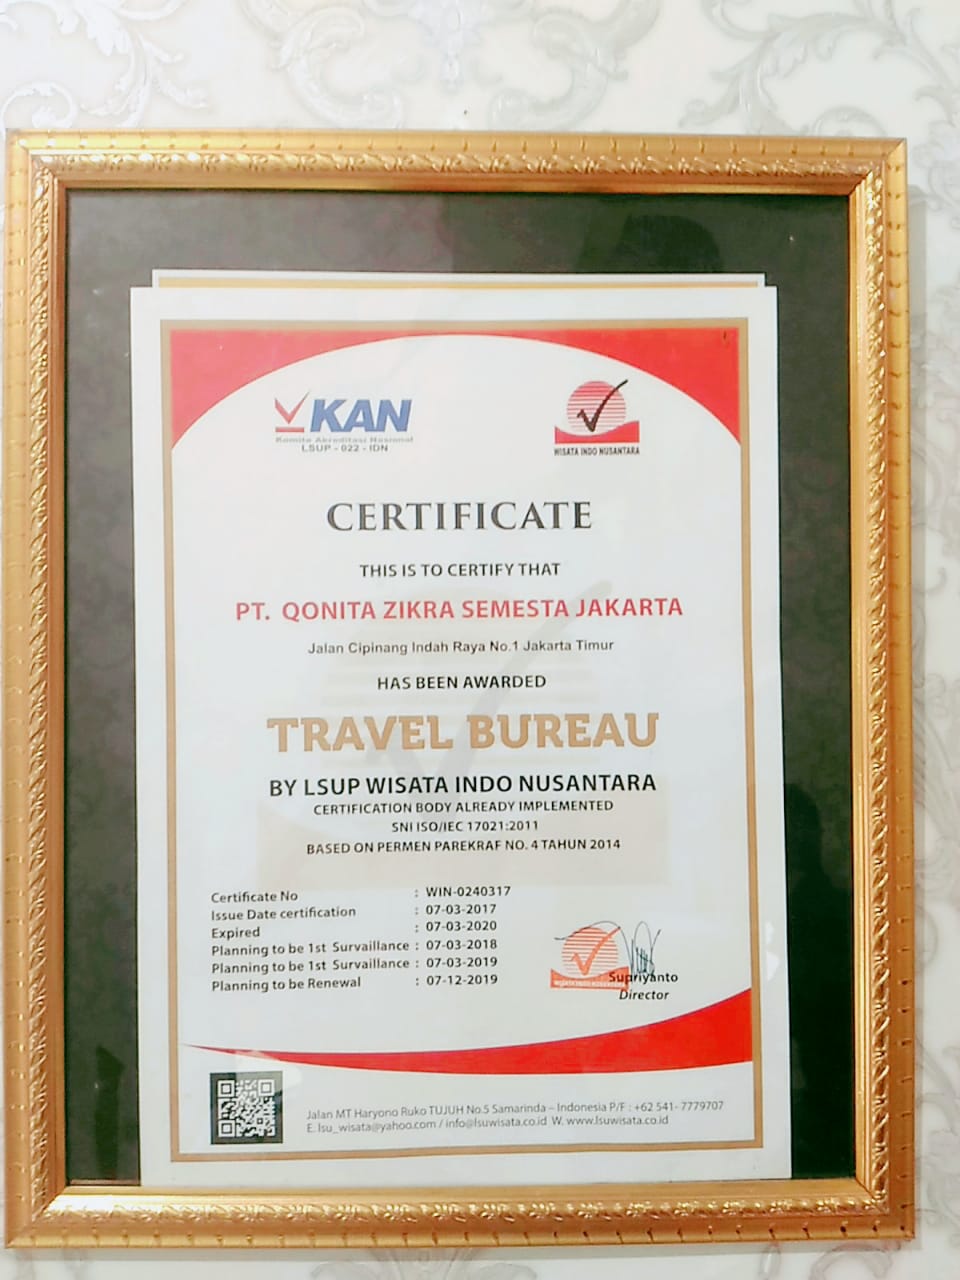 KAN
Komite Akreditasi Nasional
LSUP - 022 - IDN
WISATA INDO NUSANTARA
CERTIFICATE
THIS IS TO CERTIFY THAT
PT. QONITA ZIKRA SEMESTA JAKARTA
Jalan Cipinang Indah Raya No.1 Jakarta Timur
HAS BEEN AWARDED
TRAVEL BUREAU
BY LSUP WISATA INDO NUSANTARA
CERTIFICATION BODY ALREADY IMPLEMENTED
SNI ISO/IEC 17021:2011
BASED ON PERMEN PAREKRAF NO. 4 TAHUN 2014
Certificate No : WIN-0240317
Issue Date certification : 07-03-2017
Expired : 07-03-2020
Planning to be 1st Survaillance : 07-03-2018
Planning to be 1st Survaillance : 07-03-2019
Planning to be Renewal : 07-12-2019
WISATA INDO NUSANTARA
Supriyanto
Director
Jalan MT Haryono Ruko TUJUH No.5 Samarinda – Indonesia P/F : +62 541- 7779707
E. lsu_wisata@yahoo.com / info@lsuwisata.co.id W. www.lsuwisata.co.id